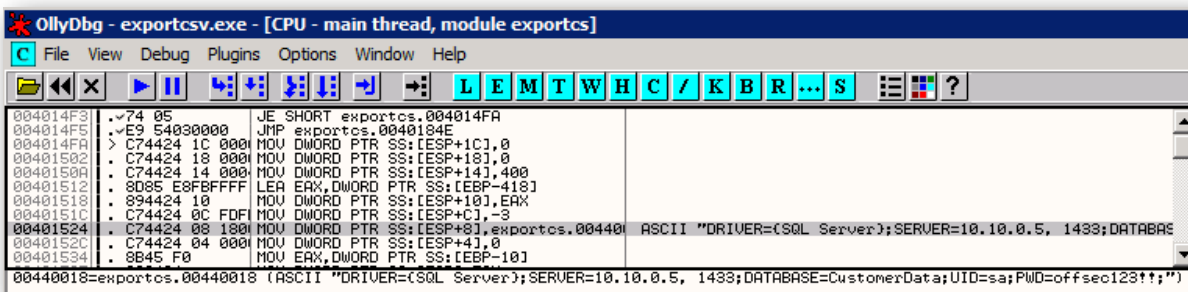 OllyDbg - exportcsv.exe - [CPU - main thread, module exportcs]
C File View Debug Plugins Options Window Help
L E M T W H C / K B R ... S ?
004014F3 . 74 05 JE SHORT exportcs.004014FA
004014F5 . E9 54030000 JMP exportcs.0040184E
004014FA > C74424 1C 000 MOV DWORD PTR SS:[ESP+1C],0
00401502 . C74424 18 000 MOV DWORD PTR SS:[ESP+18],0
0040150A . C74424 14 000 MOV DWORD PTR SS:[ESP+14],400
00401512 . 8D85 E8FBFFFF LEA EAX,DWORD PTR SS:[EBP-418]
00401518 . 894424 10 MOV DWORD PTR SS:[ESP+10],EAX
0040151C . C74424 0C FDF MOV DWORD PTR SS:[ESP+C],-3
00401524 . C74424 08 180 MOV DWORD PTR SS:[ESP+8],exportcs.00440 ASCII "DRIVER={SQL Server};SERVER=10.10.0.5, 1433;DATABAS
0040152C . C74424 04 000 MOV DWORD PTR SS:[ESP+4],0
00401534 . 8B45 F0 MOV EAX,DWORD PTR SS:[EBP-10]
00440018=exportcs.00440018 (ASCII "DRIVER={SQL Server};SERVER=10.10.0.5, 1433;DATABASE=CustomerData;UID=sa;PWD=offsec123!!;")